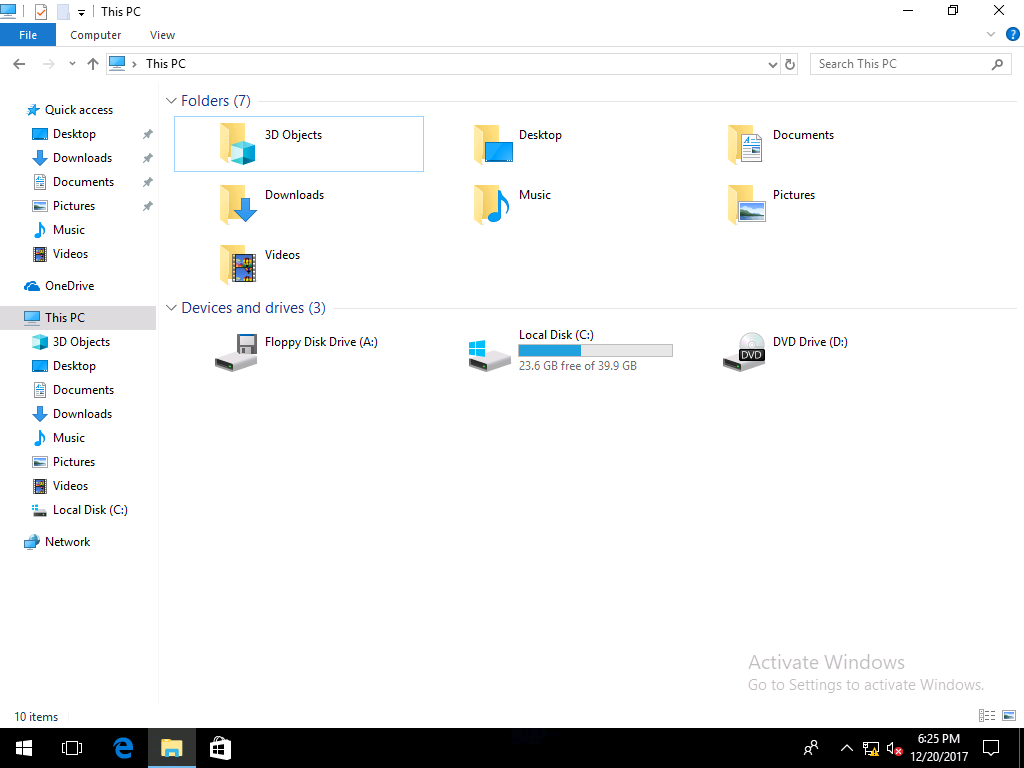 This PC
File Computer View
This PC
Search This PC
Quick access
Desktop
Downloads
Documents
Pictures
Music
Videos
OneDrive
This PC
3D Objects
Desktop
Documents
Downloads
Music
Pictures
Videos
Local Disk (C:)
Network
Folders (7)
3D Objects
Desktop
Documents
Downloads
Music
Pictures
Videos
Devices and drives (3)
Floppy Disk Drive (A:)
Local Disk (C:)
23.6 GB free of 39.9 GB
DVD
DVD Drive (D:)
Activate Windows
Go to Settings to activate Windows.
10 items
6:25 PM
12/20/2017